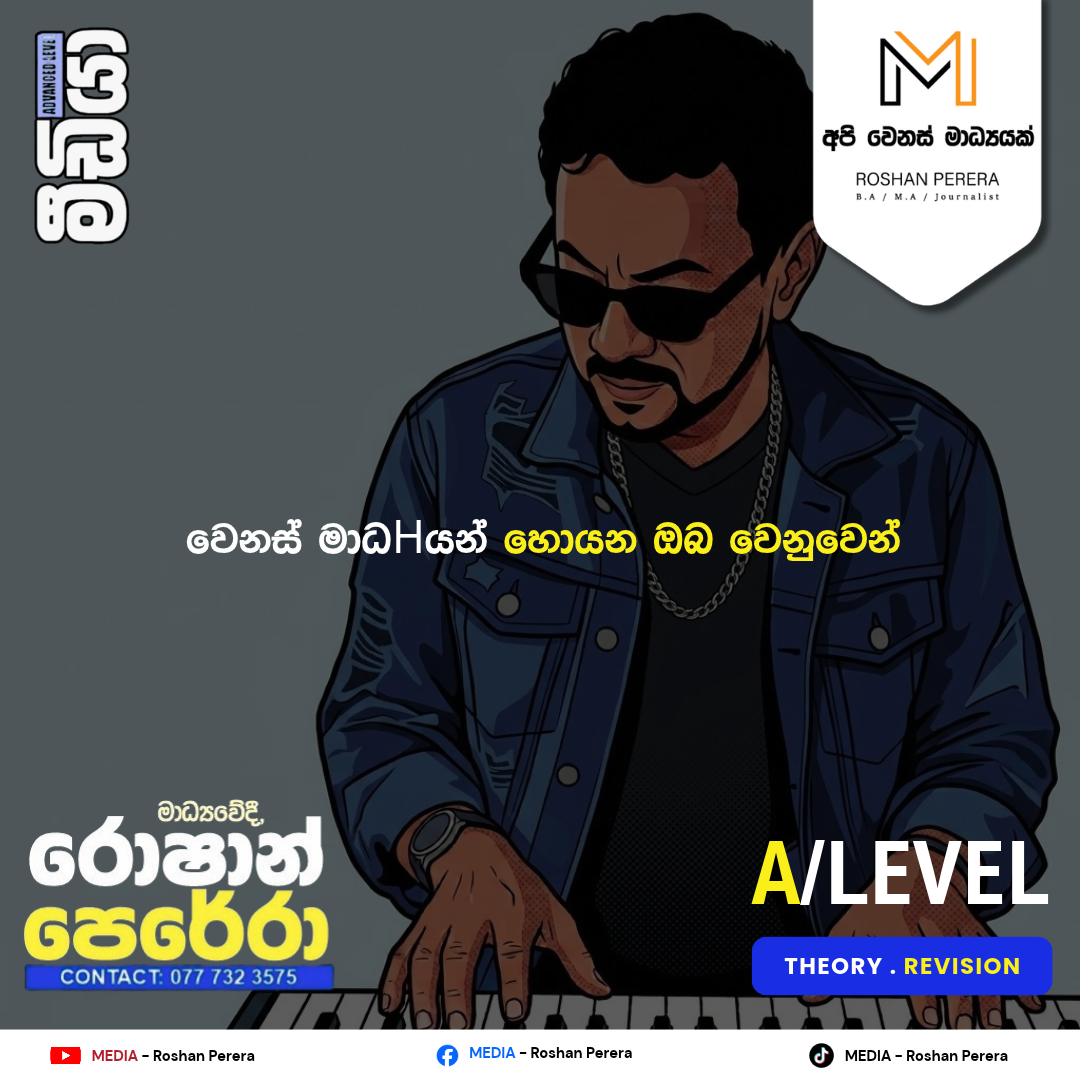 මීඩියා
ADVANCED LEVEL
අපි වෙනස් මාධ්‍යයක්
ROSHAN PERERA
B.A / M.A / Journalist
වෙනස් මාධHයන් හොයන ඔබ වෙනුවෙන්
මාධ්‍යවේදී,
රොෂාන්
පෙරේරා
CONTACT: 077 732 3575
A/LEVEL
THEORY . REVISION
MEDIA - Roshan Perera
MEDIA - Roshan Perera
MEDIA - Roshan Perera